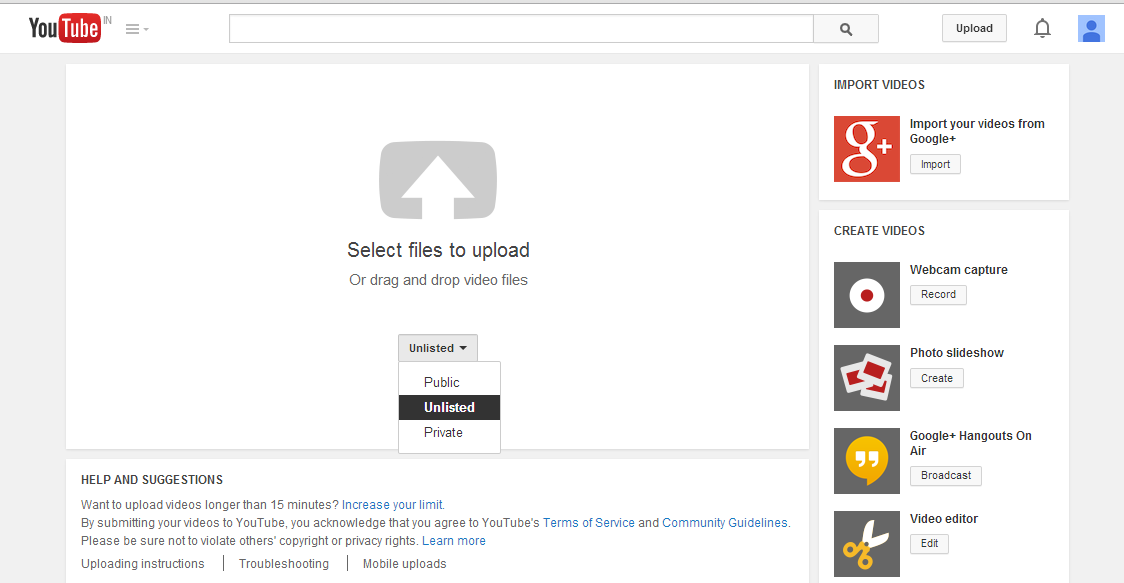 YouTube IN
Upload
Select files to upload
Or drag and drop video files
Unlisted
Public
Unlisted
Private
HELP AND SUGGESTIONS
Want to upload videos longer than 15 minutes? Increase your limit.
By submitting your videos to YouTube, you acknowledge that you agree to YouTube's Terms of Service and Community Guidelines.
Please be sure not to violate others' copyright or privacy rights. Learn more
Uploading instructions | Troubleshooting | Mobile uploads
IMPORT VIDEOS
g+
Import your videos from
Google+
Import
CREATE VIDEOS
Webcam capture
Record
Photo slideshow
Create
Google+ Hangouts On
Air
Broadcast
Video editor
Edit